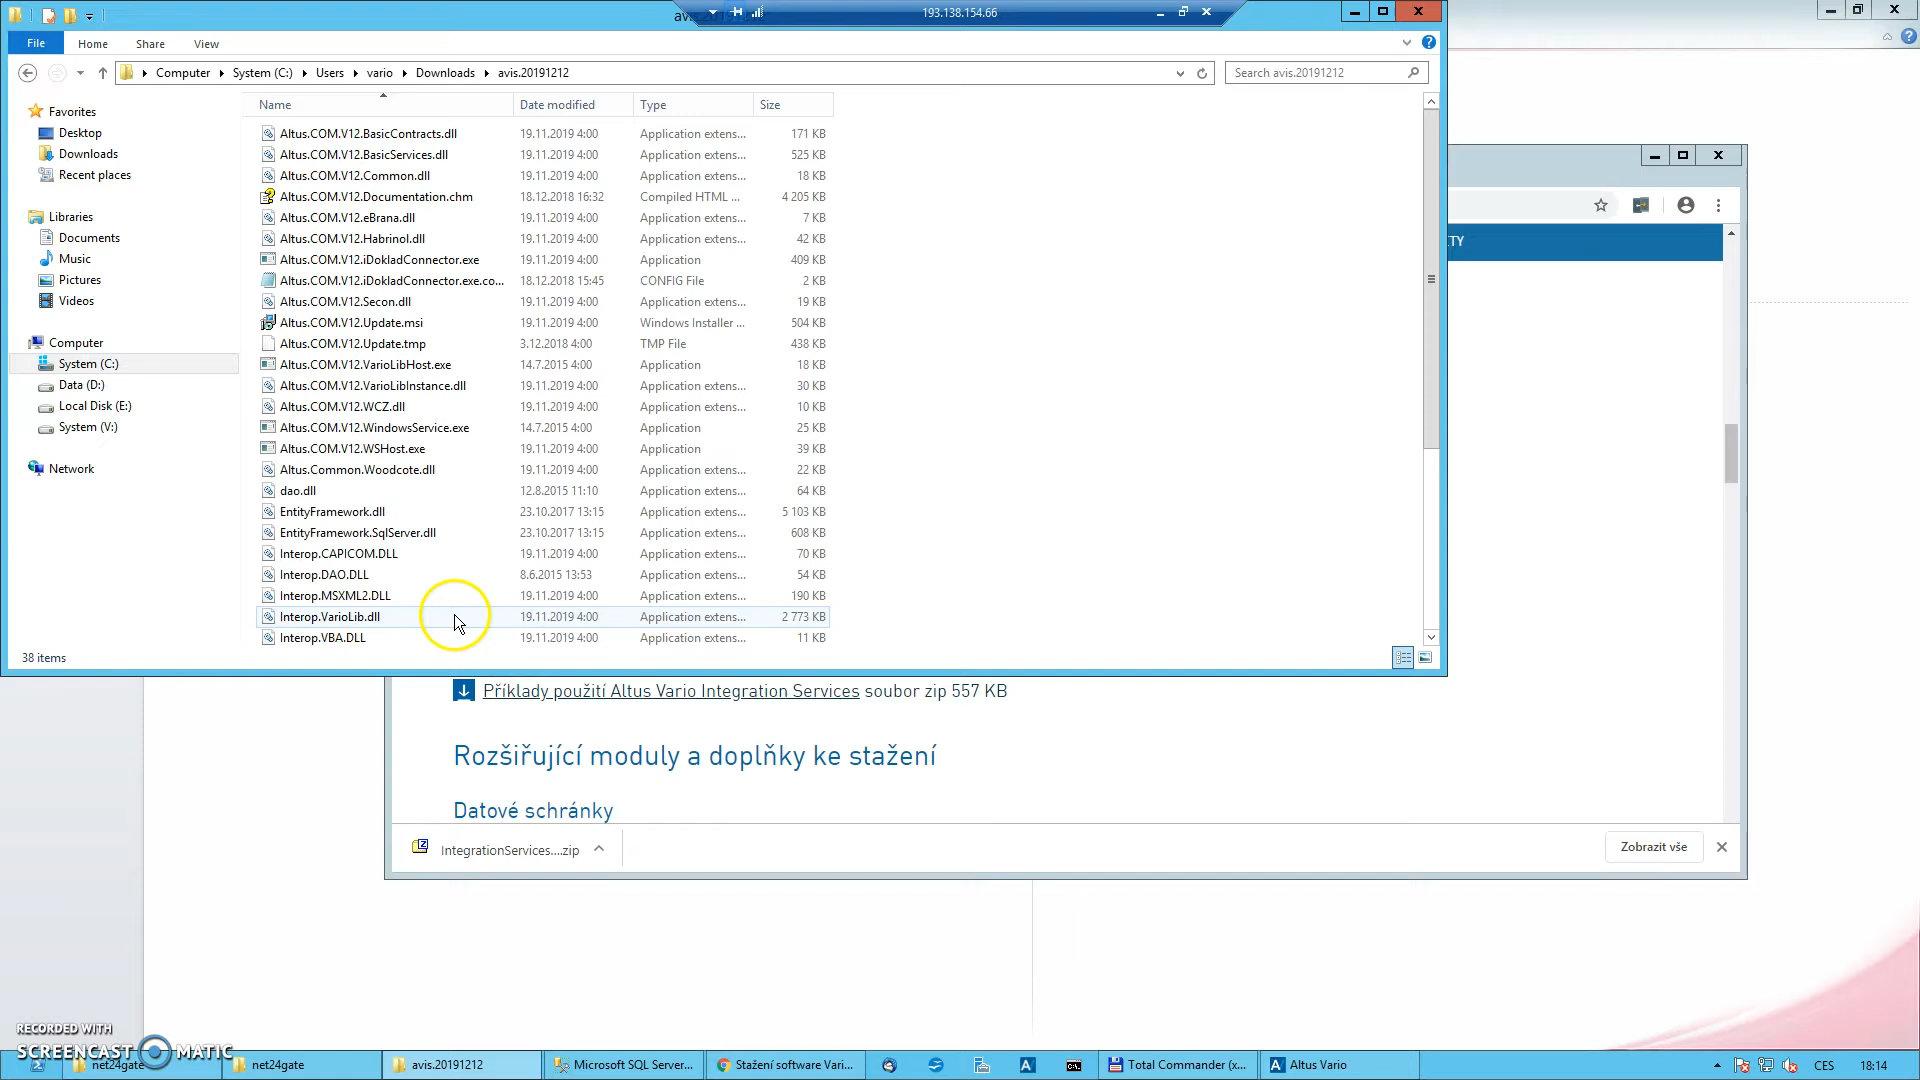 193.138.154.66
File Home Share View
Computer System (C:) Users vario Downloads avis.20191212
Search avis.20191212
Favorites
Desktop
Downloads
Recent places
Libraries
Documents
Music
Pictures
Videos
Computer
System (C:)
Data (D:)
Local Disk (E:)
System (V:)
Network
Name Date modified Type Size
Altus.COM.V12.BasicContracts.dll 19.11.2019 4:00 Application extens... 171 KB
Altus.COM.V12.BasicServices.dll 19.11.2019 4:00 Application extens... 525 KB
Altus.COM.V12.Common.dll 19.11.2019 4:00 Application extens... 18 KB
Altus.COM.V12.Documentation.chm 18.12.2018 16:32 Compiled HTML ... 4 205 KB
Altus.COM.V12.eBrana.dll 19.11.2019 4:00 Application extens... 7 KB
Altus.COM.V12.Habrinol.dll 19.11.2019 4:00 Application extens... 42 KB
Altus.COM.V12.iDokladConnector.exe 19.11.2019 4:00 Application 409 KB
Altus.COM.V12.iDokladConnector.exe.co... 18.12.2018 15:45 CONFIG File 2 KB
Altus.COM.V12.Secon.dll 19.11.2019 4:00 Application extens... 19 KB
Altus.COM.V12.Update.msi 19.11.2019 4:00 Windows Installer ... 504 KB
Altus.COM.V12.Update.tmp 3.12.2018 4:00 TMP File 438 KB
Altus.COM.V12.VarioLibHost.exe 14.7.2015 4:00 Application 18 KB
Altus.COM.V12.VarioLibInstance.dll 19.11.2019 4:00 Application extens... 30 KB
Altus.COM.V12.WCZ.dll 19.11.2019 4:00 Application extens... 10 KB
Altus.COM.V12.WindowsService.exe 14.7.2015 4:00 Application 25 KB
Altus.COM.V12.WSHost.exe 19.11.2019 4:00 Application 39 KB
Altus.Common.Woodcote.dll 19.11.2019 4:00 Application extens... 22 KB
dao.dll 12.8.2015 11:10 Application extens... 64 KB
EntityFramework.dll 23.10.2017 13:15 Application extens... 5 103 KB
EntityFramework.SqlServer.dll 23.10.2017 13:15 Application extens... 608 KB
Interop.CAPICOM.DLL 19.11.2019 4:00 Application extens... 70 KB
Interop.DAO.DLL 8.6.2015 13:53 Application extens... 54 KB
Interop.MSXML2.DLL 19.11.2019 4:00 Application extens... 190 KB
Interop.VarioLib.dll 19.11.2019 4:00 Application extens... 2 773 KB
Interop.VBA.DLL 19.11.2019 4:00 Application extens... 11 KB
38 items
TY
Příklady použití Altus Vario Integration Services soubor zip 557 KB
Rozšiřující moduly a doplňky ke stažení
Datové schránky
IntegrationServices....zip
Zobrazit vše
RECORDED WITH
SCREENCAST MATIC
net24gate
net24gate
avis.20191212
Microsoft SQL Server...
Stažení software Vari...
Total Commander (x...
Altus Vario
CES 18:14